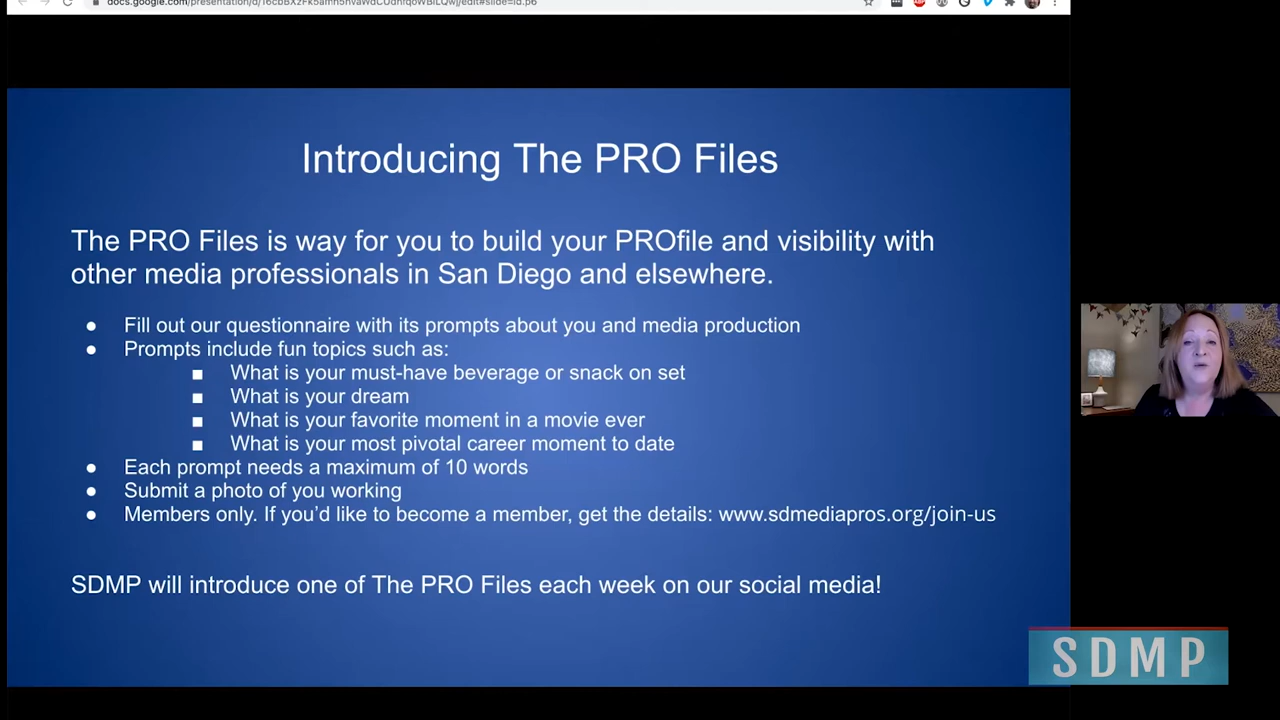 Introducing The PRO Files
The PRO Files is way for you to build your PROfile and visibility with
other media professionals in San Diego and elsewhere.
● Fill out our questionnaire with its prompts about you and media production
● Prompts include fun topics such as:
■ What is your must-have beverage or snack on set
■ What is your dream
■ What is your favorite moment in a movie ever
■ What is your most pivotal career moment to date
● Each prompt needs a maximum of 10 words
● Submit a photo of you working
● Members only. If you’d like to become a member, get the details: www.sdmediapros.org/join-us
SDMP will introduce one of The PRO Files each week on our social media!
SDMP